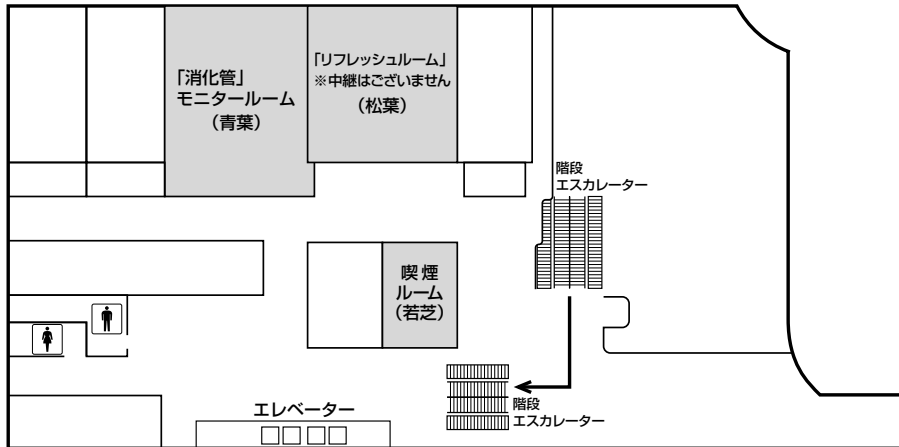 「消化管」
モニタールーム
（青葉）
「リフレッシュルーム」
※中継はございません
（松葉）
階段
エスカレーター
喫煙
ルーム
（若芝）
階段
エスカレーター
エレベーター